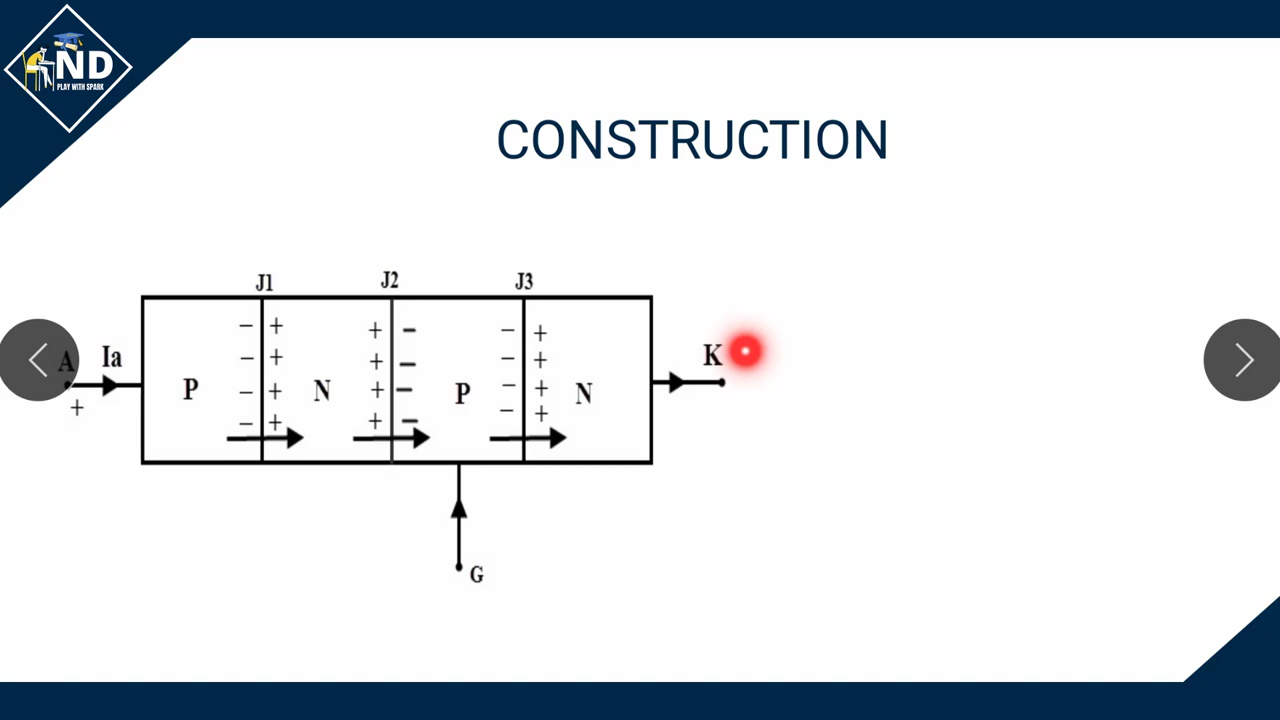 ND
PLAY WITH SPARK
CONSTRUCTION
J1 J2 J3
− + + − − +
A Ia − + + − − + K
P − + N + − P − + N
+ − + + − − +
G